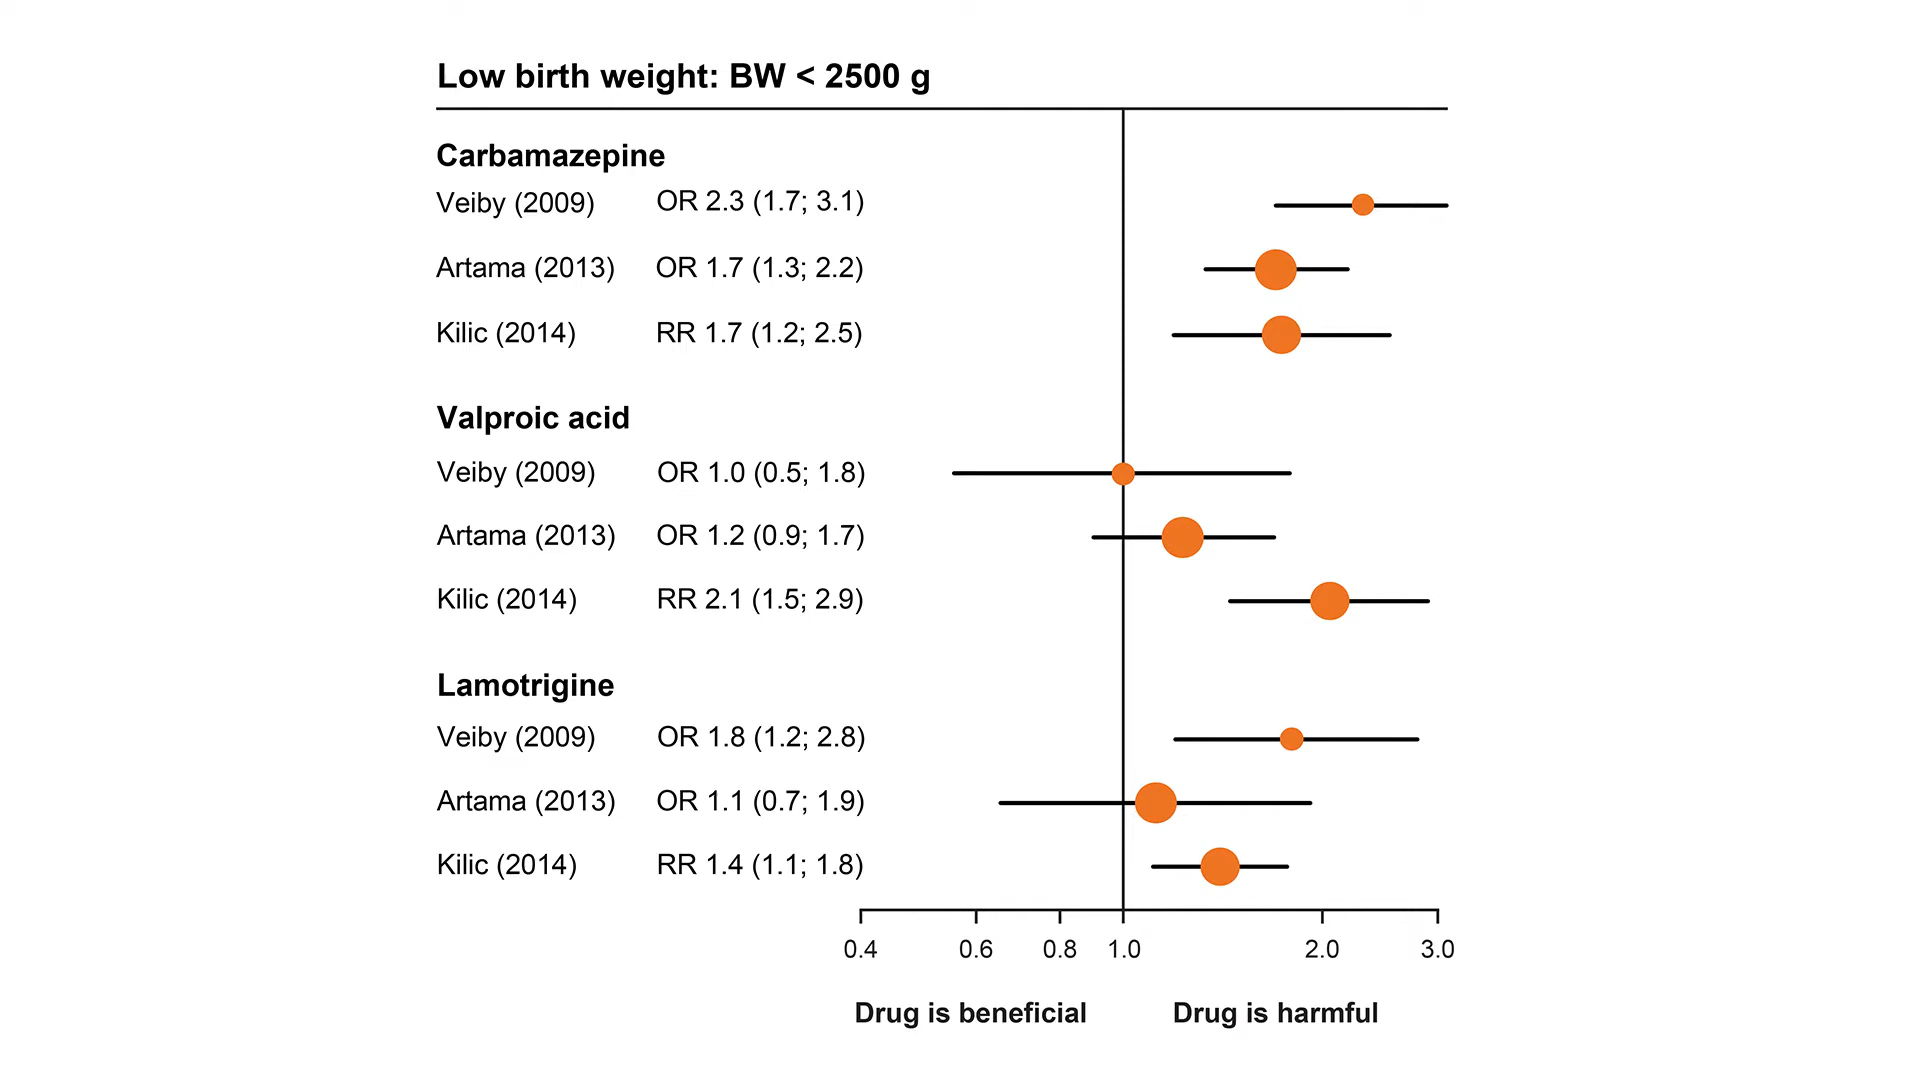 Low birth weight: BW < 2500 g
Carbamazepine
Veiby (2009) OR 2.3 (1.7; 3.1)
Artama (2013) OR 1.7 (1.3; 2.2)
Kilic (2014) RR 1.7 (1.2; 2.5)
Valproic acid
Veiby (2009) OR 1.0 (0.5; 1.8)
Artama (2013) OR 1.2 (0.9; 1.7)
Kilic (2014) RR 2.1 (1.5; 2.9)
Lamotrigine
Veiby (2009) OR 1.8 (1.2; 2.8)
Artama (2013) OR 1.1 (0.7; 1.9)
Kilic (2014) RR 1.4 (1.1; 1.8)
0.4 0.6 0.8 1.0 2.0 3.0
Drug is beneficial Drug is harmful